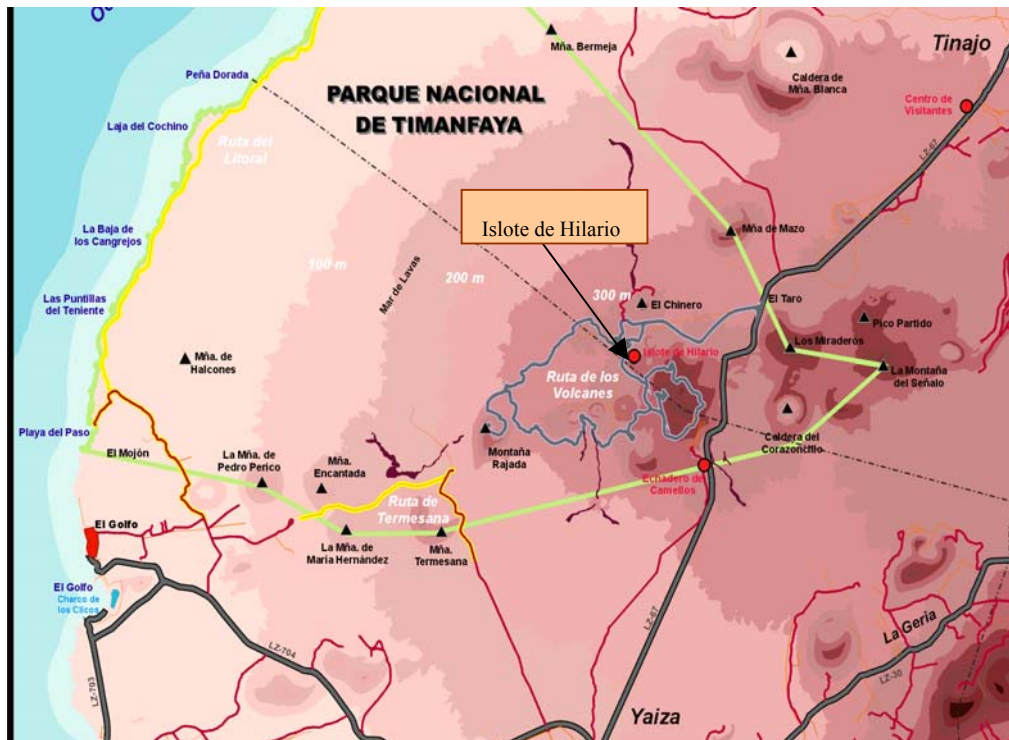 Mña. Bermeja
Tinajo
Peña Dorada
PARQUE NACIONAL
DE TIMANFAYA
Caldera de
Mña. Blanca
Centro de
Visitantes
Laja del Cochino
Ruta del
Litoral
LZ-67
Islote de Hilario
La Baja de
los Cangrejos
Mña de Mazo
100 m
200 m
Mar de Lavas
300 m
Las Puntillas
del Teniente
El Chinero
El Taro
Pico Partido
Los Miraderos
Islote de Hilario
Mña. de
Halcones
Ruta de los
Volcanes
La Montaña
del Señalo
Playa del Paso
El Mojón
La Mña. de
Pedro Perico
Mña.
Encantada
Montaña
Rajada
Caldera del
Corazoncillo
Echadero de
Camellos
Ruta de
Termesana
El Golfo
La Mña. de
María Hernández
Mña.
Termesana
El Golfo
Charco de
los Clicos
LZ-67
La Geria
LZ-704
LZ-30
LZ-703
Yaiza